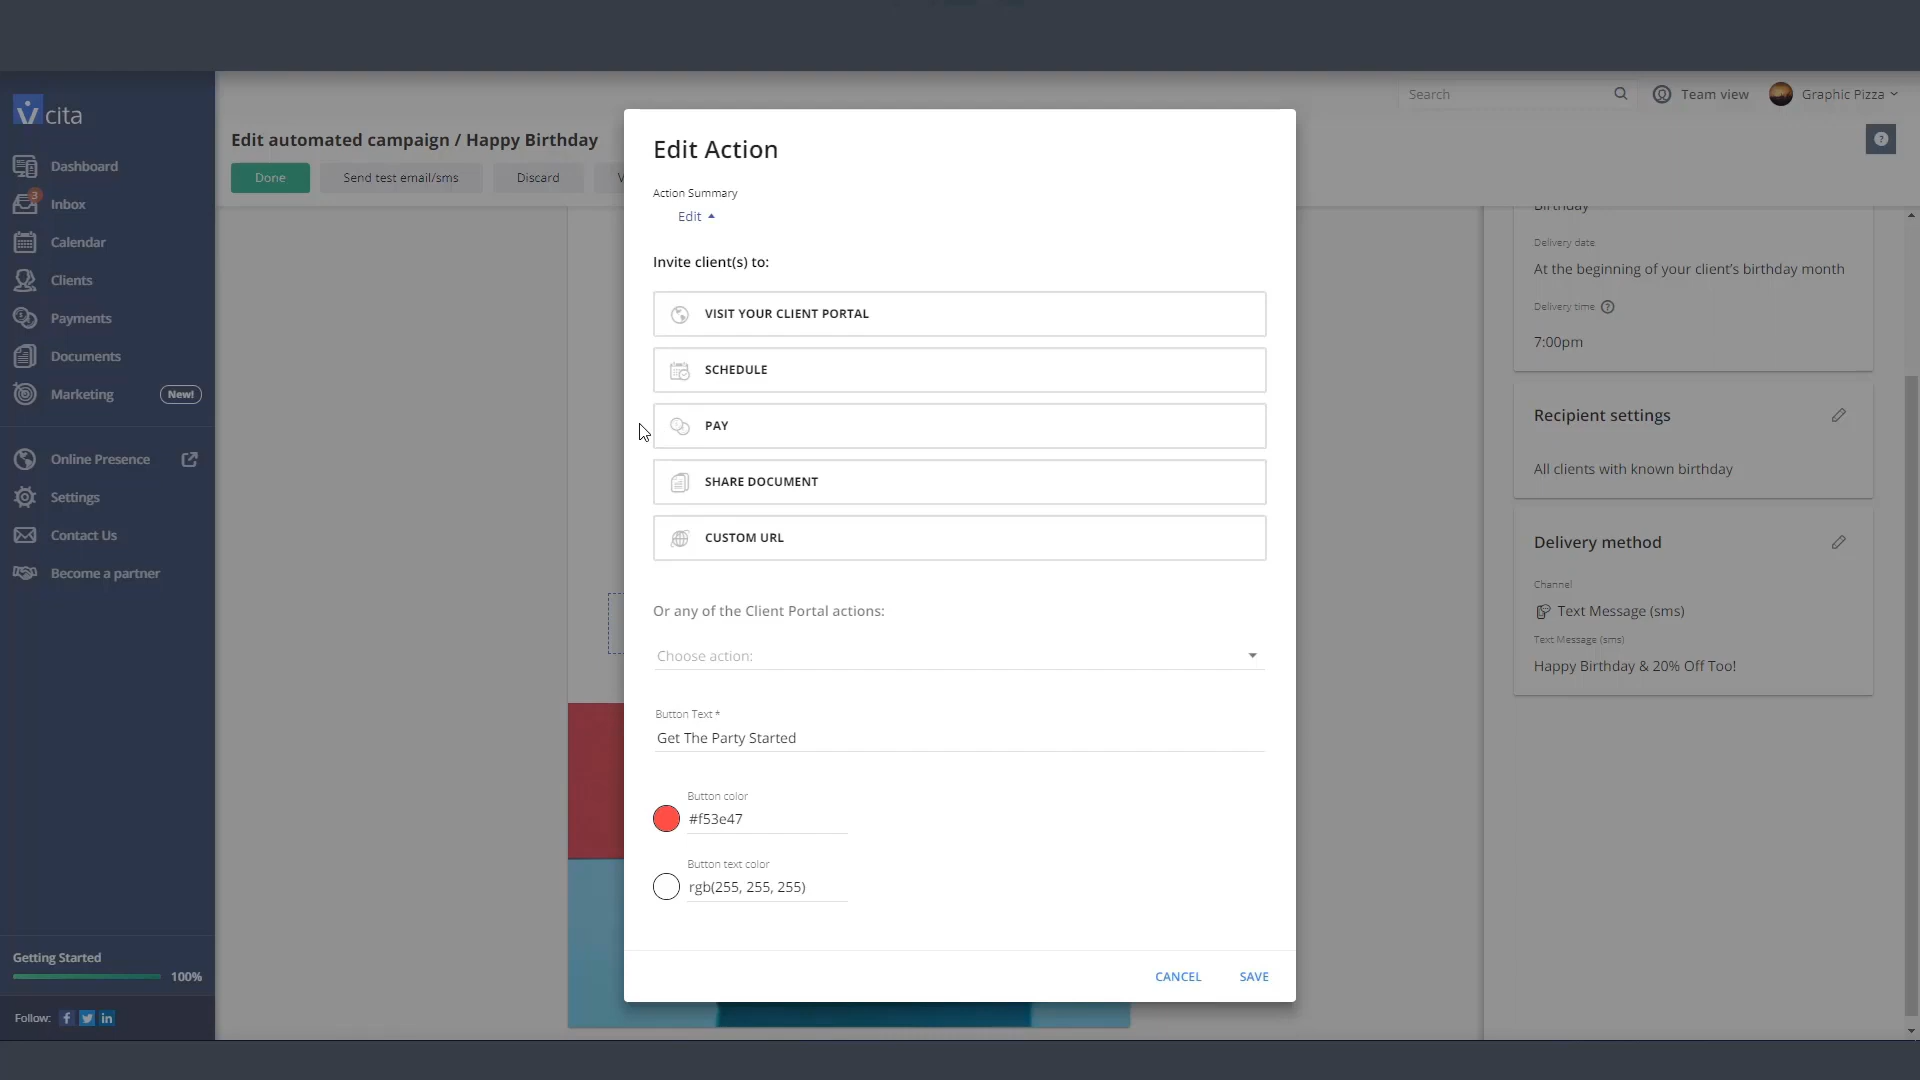 vcita
Search
Team view
Graphic Pizza
Edit automated campaign / Happy Birthday
Done
Send test email/sms
Discard
V
?
Dashboard
3
Inbox
Calendar
Clients
Payments
Documents
Marketing
New!
Online Presence
Settings
Contact Us
Become a partner
Getting Started
100%
Follow:
Edit Action
Action Summary
Edit
Invite client(s) to:
VISIT YOUR CLIENT PORTAL
SCHEDULE
PAY
SHARE DOCUMENT
CUSTOM URL
Or any of the Client Portal actions:
Choose action:
Button Text *
Get The Party Started
Button color
#f53e47
Button text color
rgb(255, 255, 255)
CANCEL
SAVE
Birthday
Delivery date
At the beginning of your client's birthday month
Delivery time ?
7:00pm
Recipient settings
All clients with known birthday
Delivery method
Channel
Text Message (sms)
Text Message (sms)
Happy Birthday & 20% Off Too!